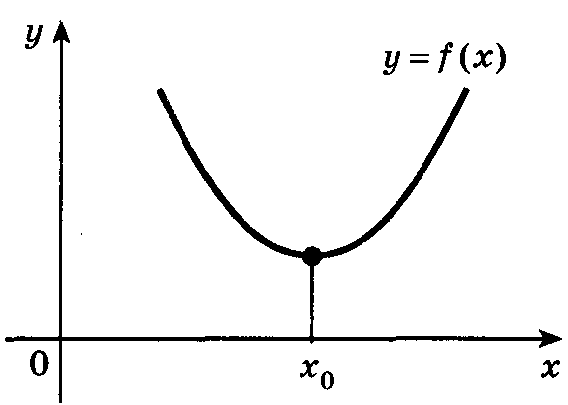 y
y = f(x)
0
x₀
x